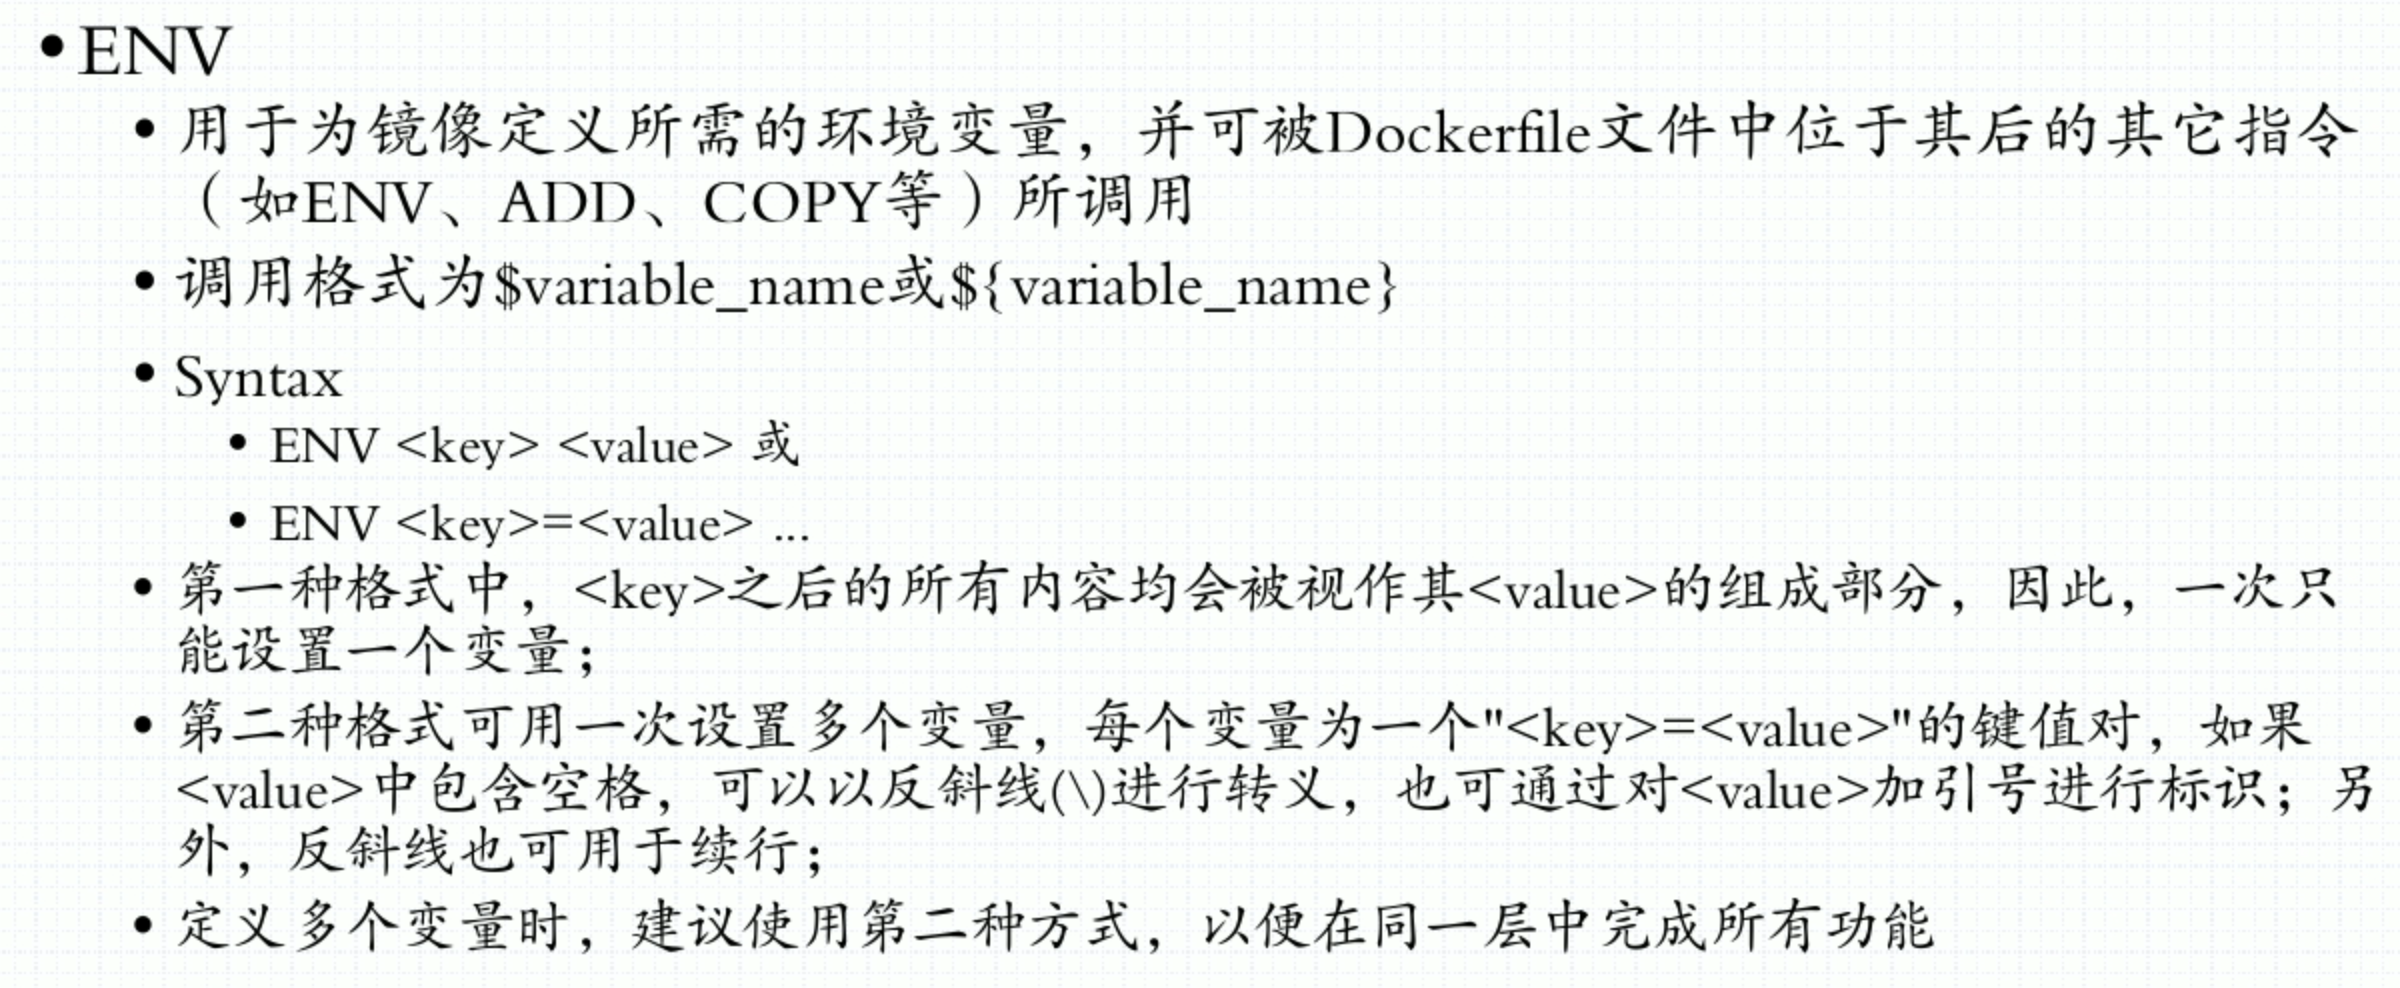 • ENV
• 用于为镜像定义所需的环境变量，并可被Dockerfile文件中位于其后的其它指令
（如ENV、ADD、COPY等）所调用
• 调用格式为$variable_name或${variable_name}
• Syntax
• ENV <key> <value> 或
• ENV <key>=<value> ...
• 第一种格式中，<key>之后的所有内容均会被视作其<value>的组成部分，因此，一次只
能设置一个变量；
• 第二种格式可用一次设置多个变量，每个变量为一个"<key>=<value>"的键值对，如果
<value>中包含空格，可以以反斜线(\)进行转义，也可通过对<value>加引号进行标识；另
外，反斜线也可用于续行；
• 定义多个变量时，建议使用第二种方式，以便在同一层中完成所有功能